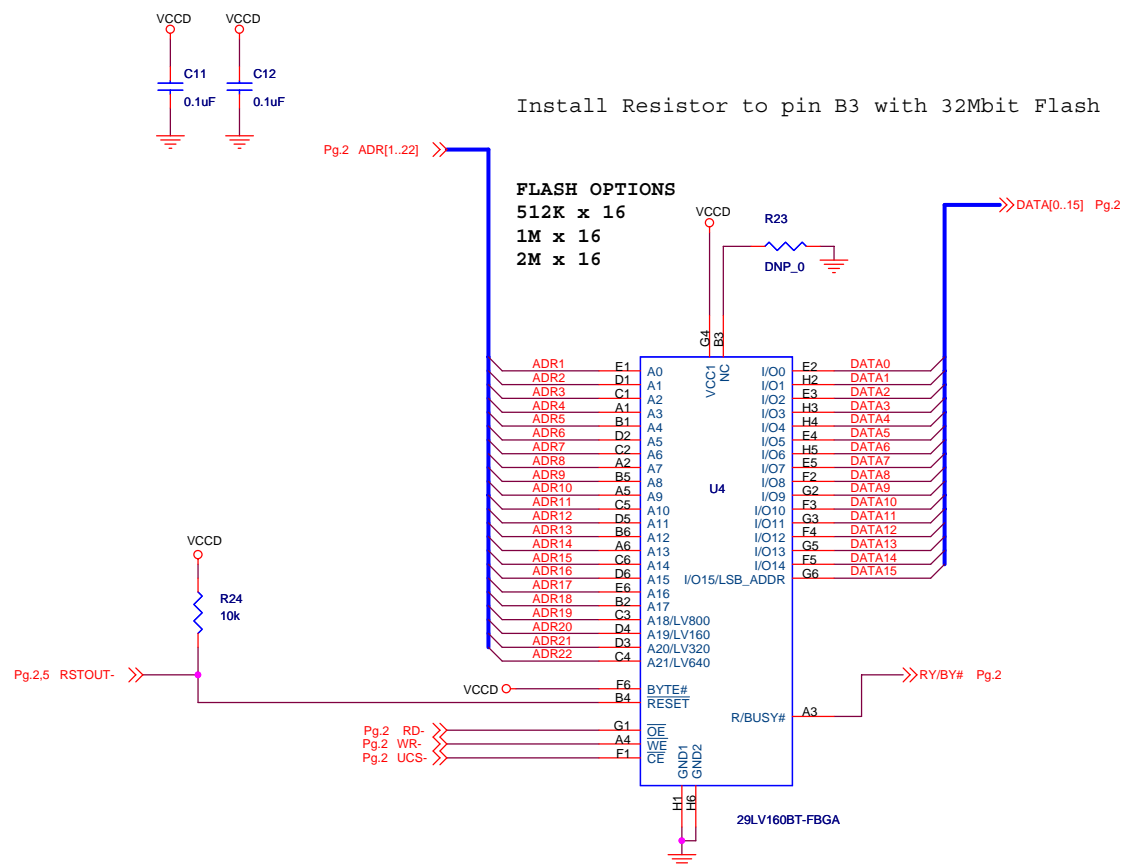 VCCD
VCCD
C11
C12
0.1uF
0.1uF
Install Resistor to pin B3 with 32Mbit Flash
Pg.2 ADR[1..22]
FLASH OPTIONS
512K x 16
1M x 16
2M x 16
VCCD
R23
DNP_0
DATA[0..15] Pg.2
G4
B3
VCC1
NC
ADR1 E1 A0
ADR2 D1 A1
ADR3 C1 A2
ADR4 A1 A3
ADR5 B1 A4
ADR6 D2 A5
ADR7 C2 A6
ADR8 A2 A7
ADR9 B5 A8
ADR10 A5 A9
ADR11 C5 A10
ADR12 D5 A11
ADR13 B6 A12
ADR14 A6 A13
ADR15 C6 A14
ADR16 D6 A15
ADR17 E6 A16
ADR18 B2 A17
ADR19 C3 A18/LV800
ADR20 D4 A19/LV160
ADR21 D3 A20/LV320
ADR22 C4 A21/LV640
U4
I/O0 E2 DATA0
I/O1 H2 DATA1
I/O2 E3 DATA2
I/O3 H3 DATA3
I/O4 H4 DATA4
I/O5 E4 DATA5
I/O6 H5 DATA6
I/O7 E5 DATA7
I/O8 F2 DATA8
I/O9 G2 DATA9
I/O10 F3 DATA10
I/O11 G3 DATA11
I/O12 F4 DATA12
I/O13 G5 DATA13
I/O14 F5 DATA14
I/O15/LSB_ADDR G6 DATA15
VCCD
R24
10k
Pg.2,5 RSTOUT-
VCCD F6 BYTE#
B4 RESET
Pg.2 RD- G1 OE
Pg.2 WR- A4 WE
Pg.2 UCS- F1 CE
R/BUSY# A3
RY/BY# Pg.2
GND1
GND2
H1
H6
29LV160BT-FBGA